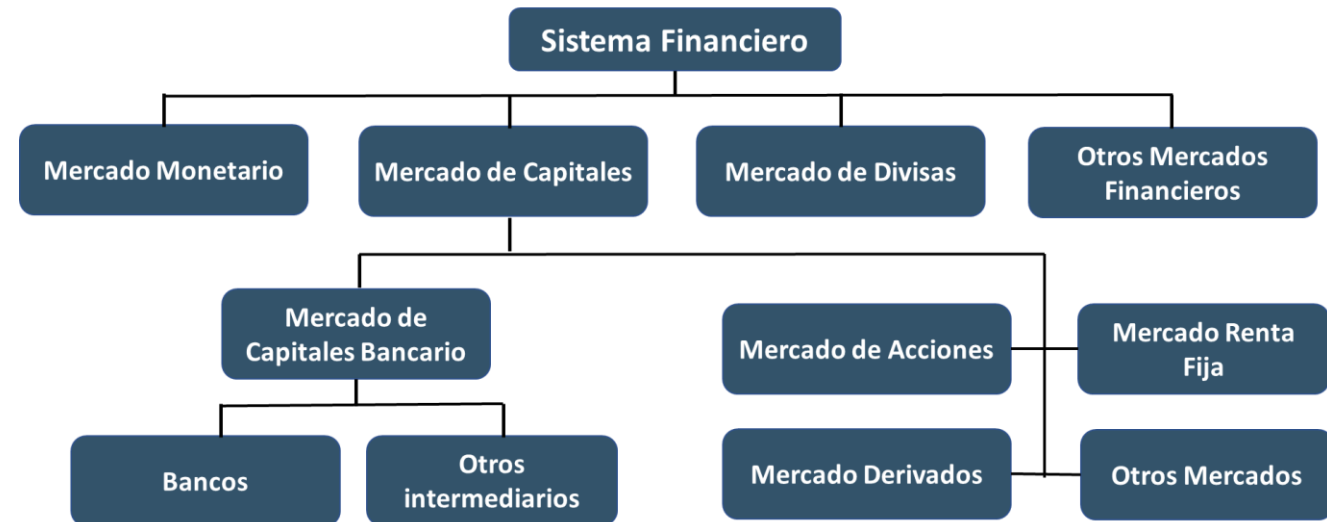 Sistema Financiero
Mercado Monetario
Mercado de Capitales
Mercado de Divisas
Otros Mercados
Financieros
Mercado de
Capitales Bancario
Mercado de Acciones
Mercado Renta
Fija
Bancos
Otros
intermediarios
Mercado Derivados
Otros Mercados